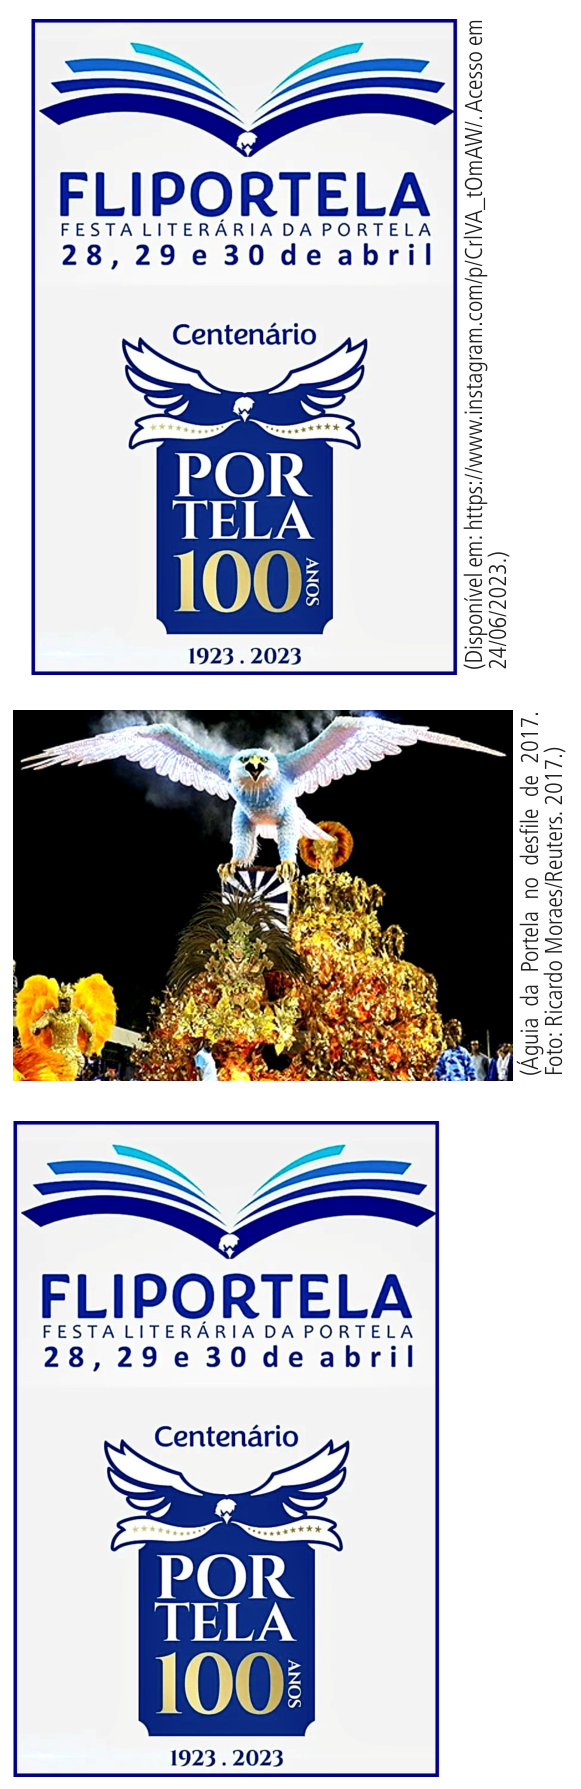 FLIPORTELA
FESTA LITERÁRIA DA PORTELA
28, 29 e 30 de abril
Centenário
POR
TELA
100
ANOS
1923 . 2023
(Disponível em: https://www.instagram.com/p/CrlVA_tOmAW/. Acesso em
24/06/2023.)
(Águia da Portela no desfile de 2017.
Foto: Ricardo Moraes/Reuters. 2017.)
FLIPORTELA
FESTA LITERÁRIA DA PORTELA
28, 29 e 30 de abril
Centenário
POR
TELA
100
ANOS
1923 . 2023